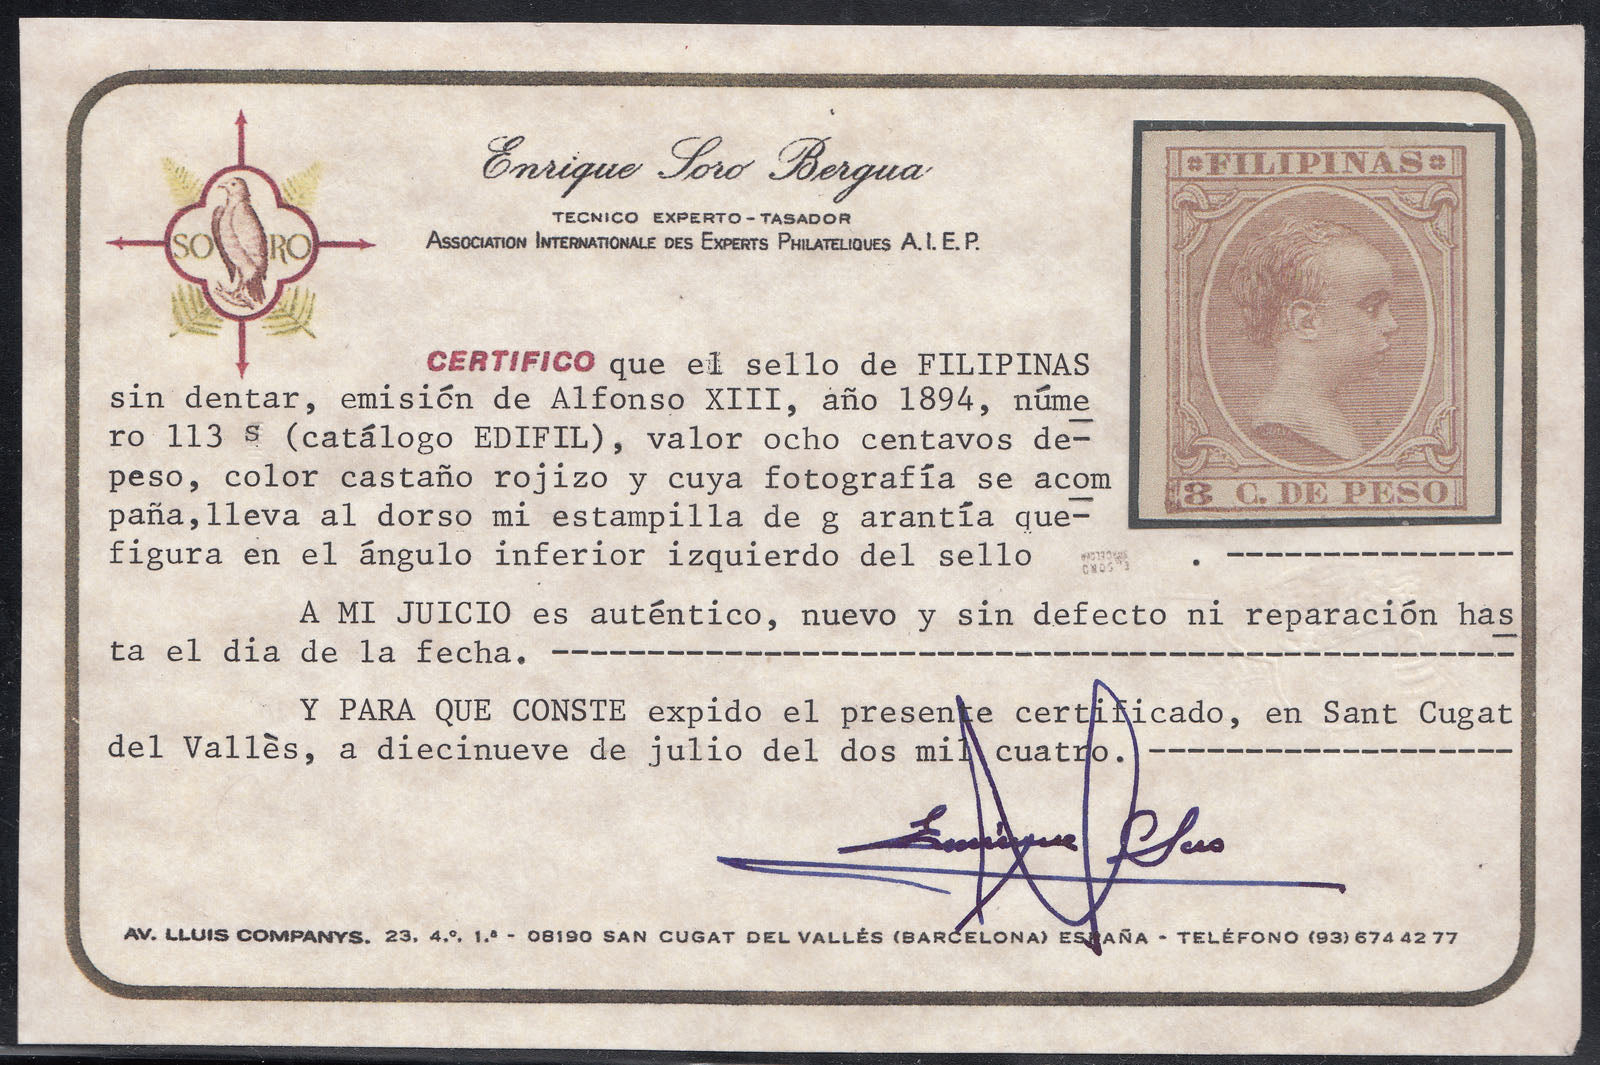 SO RO
Enrique Soro Bergua
TECNICO EXPERTO-TASADOR
ASSOCIATION INTERNATIONALE DES EXPERTS PHILATELIQUES A.I.E.P.
FILIPINAS
8 C. DE PESO
CERTIFICO que el sello de FILIPINAS
sin dentar, emisión de Alfonso XIII, año 1894, núme
ro 113 s (catálogo EDIFIL), valor ocho centavos de-
peso, color castaño rojizo y cuya fotografía se acom
paña,lleva al dorso mi estampilla de g arantía que-
figura en el ángulo inferior izquierdo del sello . ---------------
A MI JUICIO es auténtico, nuevo y sin defecto ni reparación has
ta el dia de la fecha. --------------------------------------------------
Y PARA QUE CONSTE expido el presente certificado, en Sant Cugat
del Vallès, a diecinueve de julio del dos mil cuatro. -------------------
Enrique Soro
AV. LLUIS COMPANYS. 23. 4.º. 1.ª - 08190 SAN CUGAT DEL VALLÉS (BARCELONA) ESPAÑA - TELÉFONO (93) 674 42 77